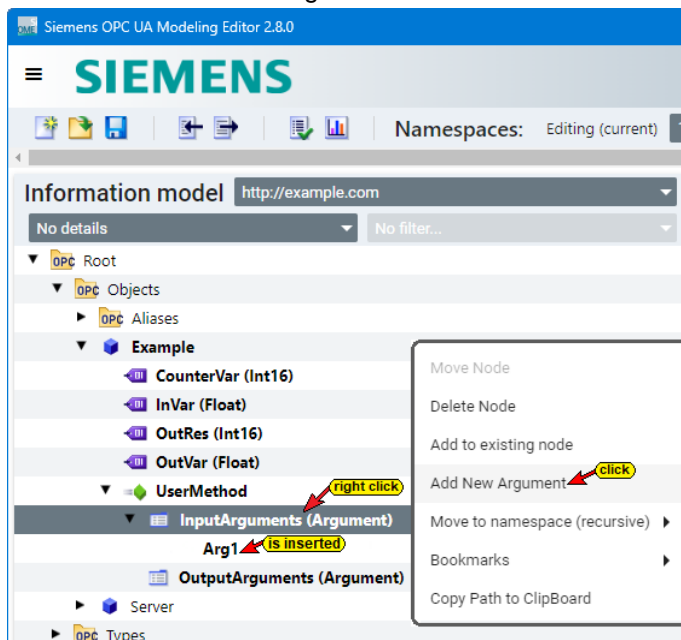 Siemens OPC UA Modeling Editor 2.8.0
SIEMENS
Namespaces: Editing (current)
Information model http://example.com
No details No filter...
OPC Root
OPC Objects
OPC Aliases
Example
CounterVar (Int16)
InVar (Float)
OutRes (Int16)
OutVar (Float)
UserMethod right click
InputArguments (Argument)
Arg1 is inserted
OutputArguments (Argument)
Server
OPC Types
Move Node
Delete Node
Add to existing node
Add New Argument click
Move to namespace (recursive)
Bookmarks
Copy Path to ClipBoard